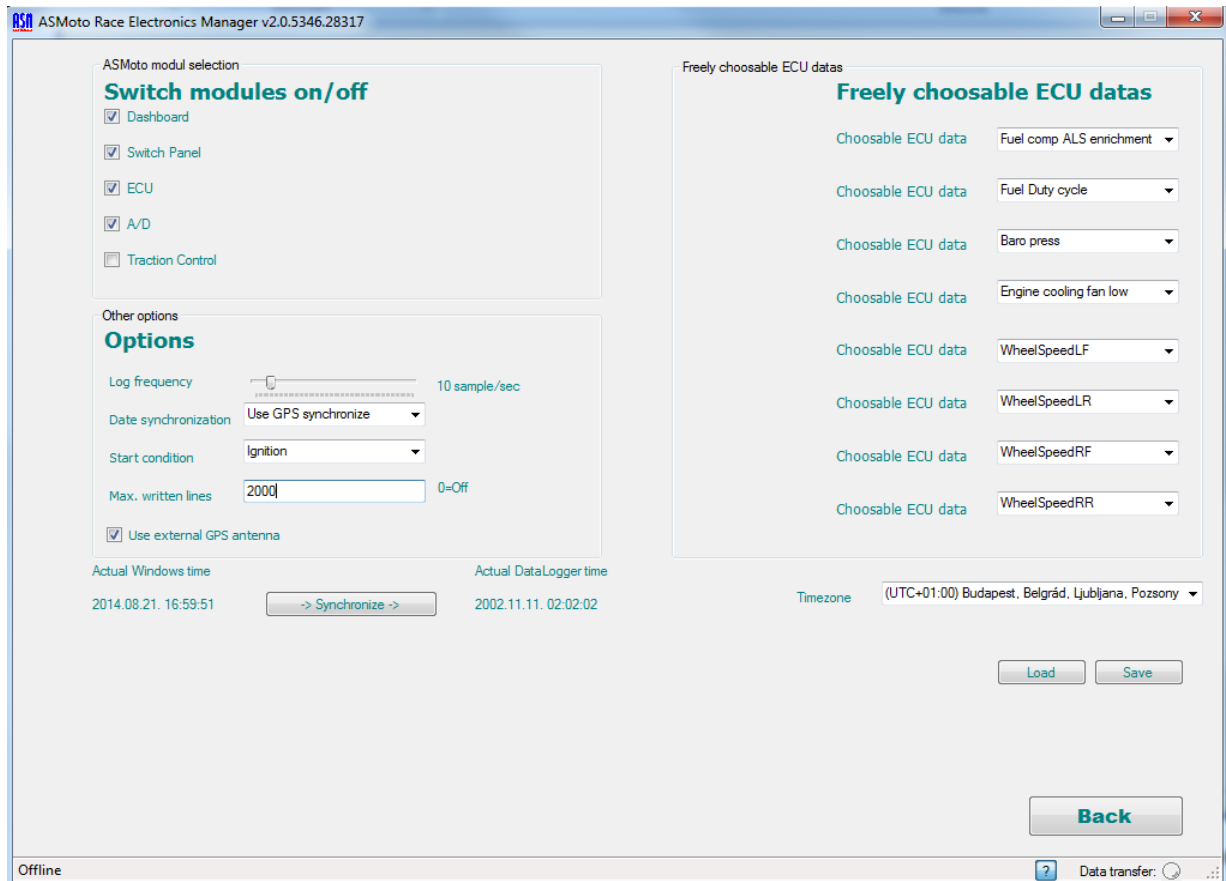 ASM ASMoto Race Electronics Manager v2.0.5346.28317
ASMoto modul selection
Switch modules on/off
Dashboard
Switch Panel
ECU
A/D
Traction Control
Other options
Options
Log frequency 10 sample/sec
Date synchronization Use GPS synchronize
Start condition Ignition
Max. written lines 2000 0=Off
Use external GPS antenna
Actual Windows time Actual DataLogger time
2014.08.21. 16:59:51 -> Synchronize -> 2002.11.11. 02:02:02
Freely choosable ECU datas
Freely choosable ECU datas
Choosable ECU data Fuel comp ALS enrichment
Choosable ECU data Fuel Duty cycle
Choosable ECU data Baro press
Choosable ECU data Engine cooling fan low
Choosable ECU data WheelSpeedLF
Choosable ECU data WheelSpeedLR
Choosable ECU data WheelSpeedRF
Choosable ECU data WheelSpeedRR
Timezone (UTC+01:00) Budapest, Belgrád, Ljubljana, Pozsony
Load Save
Back
Offline ? Data transfer: